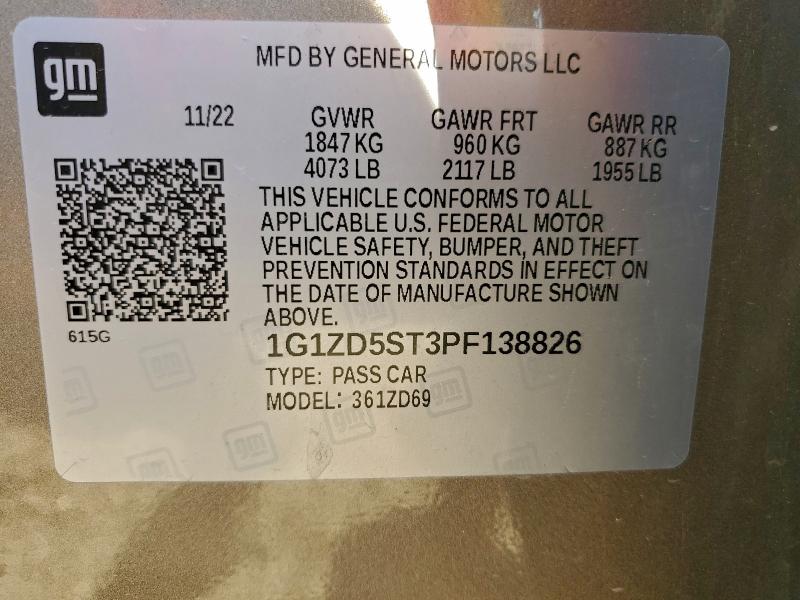 gm
MFD BY GENERAL MOTORS LLC
11/22 GVWR GAWR FRT GAWR RR
1847 KG 960 KG 887 KG
4073 LB 2117 LB 1955 LB
THIS VEHICLE CONFORMS TO ALL
APPLICABLE U.S. FEDERAL MOTOR
VEHICLE SAFETY, BUMPER, AND THEFT
PREVENTION STANDARDS IN EFFECT ON
THE DATE OF MANUFACTURE SHOWN
ABOVE.
615G
1G1ZD5ST3PF138826
TYPE: PASS CAR
MODEL: 361ZD69